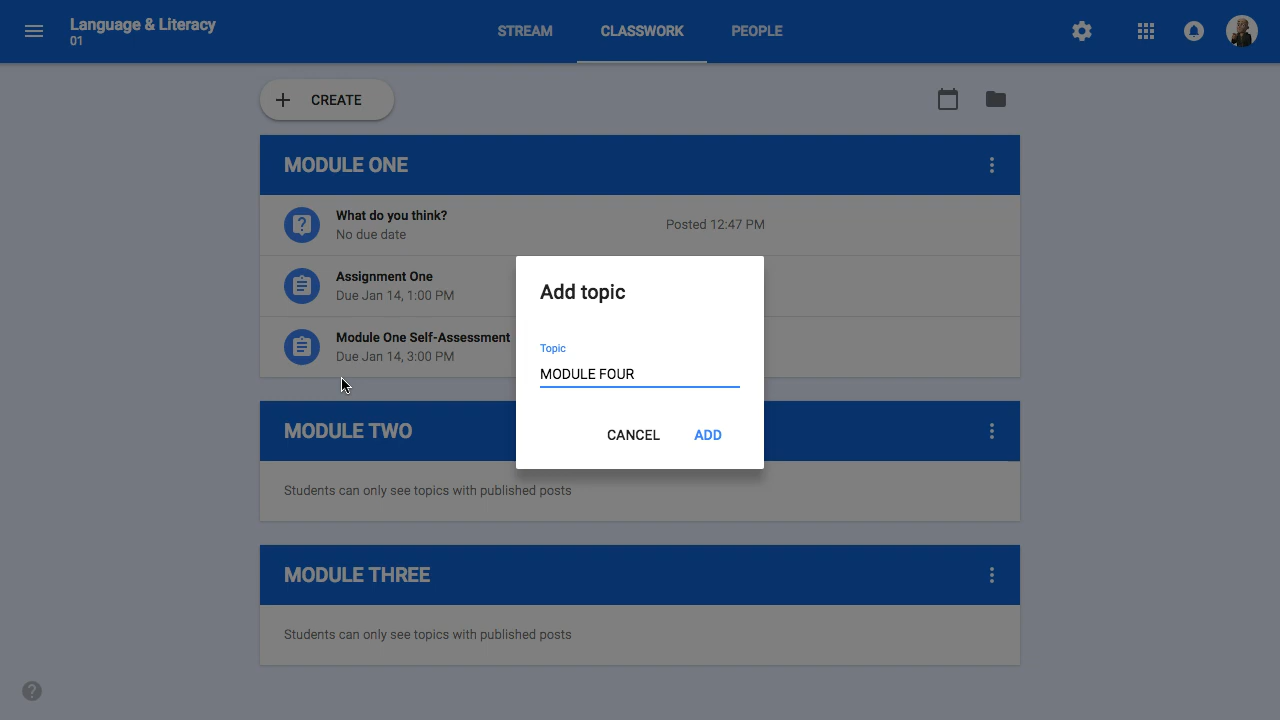 Language & Literacy
01
STREAM
CLASSWORK
PEOPLE
CREATE
MODULE ONE
What do you think?
No due date
Posted 12:47 PM
Assignment One
Due Jan 14, 1:00 PM
Module One Self-Assessment
Due Jan 14, 3:00 PM
Add topic
Topic
MODULE FOUR
CANCEL
ADD
MODULE TWO
Students can only see topics with published posts
MODULE THREE
Students can only see topics with published posts